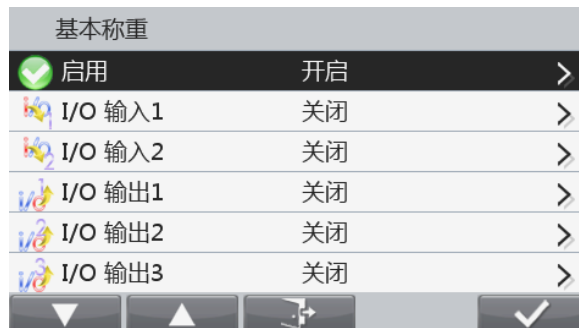 基本称重
启用 开启
I/O 输入1 关闭
I/O 输入2 关闭
I/O 输出1 关闭
I/O 输出2 关闭
I/O 输出3 关闭